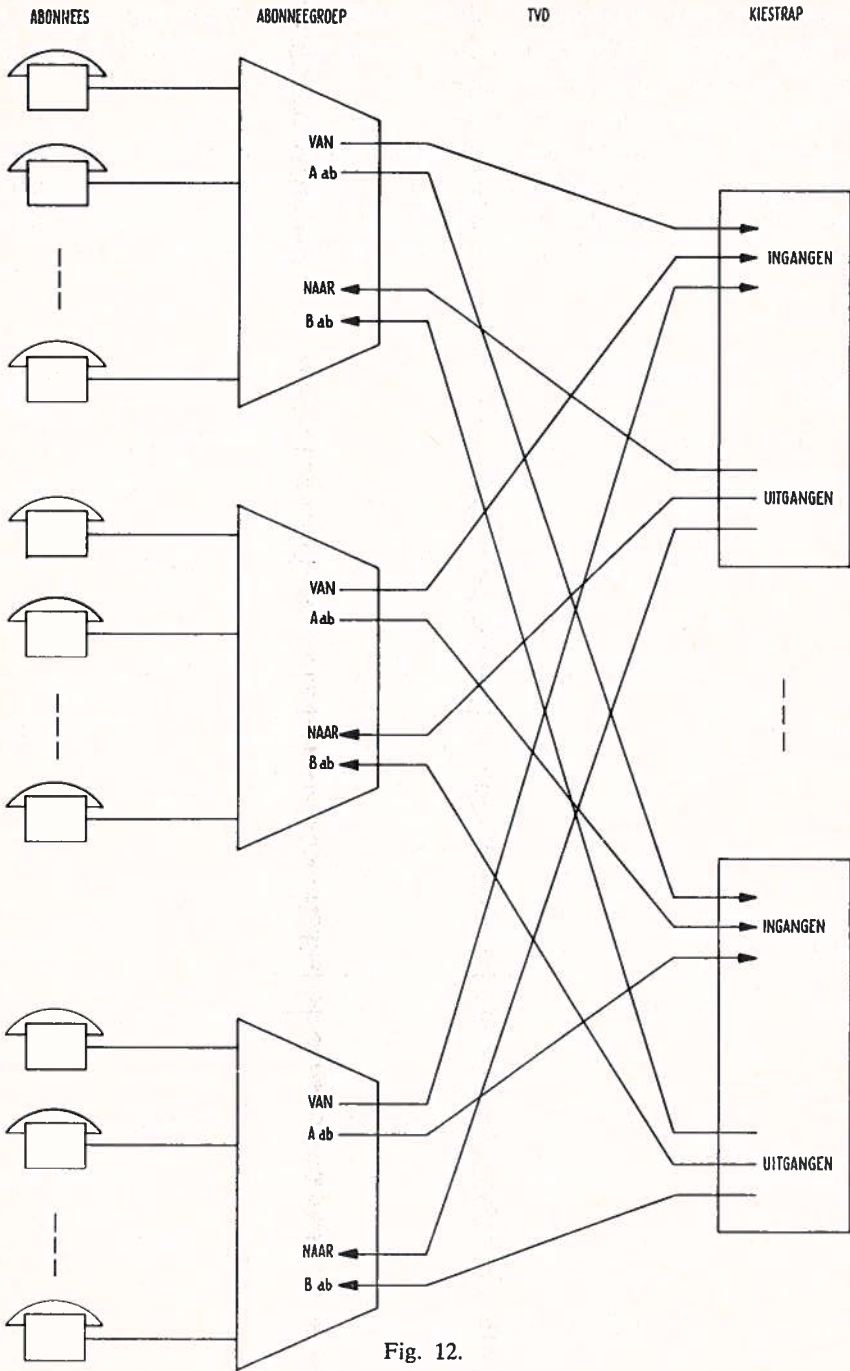 ABONNEES ABONNEEGROEP TVD KIESTRAP
VAN
A ab
NAAR
B ab
VAN
A ab
NAAR
B ab
VAN
A ab
NAAR
B ab
INGANGEN
UITGANGEN
INGANGEN
UITGANGEN
Fig. 12.